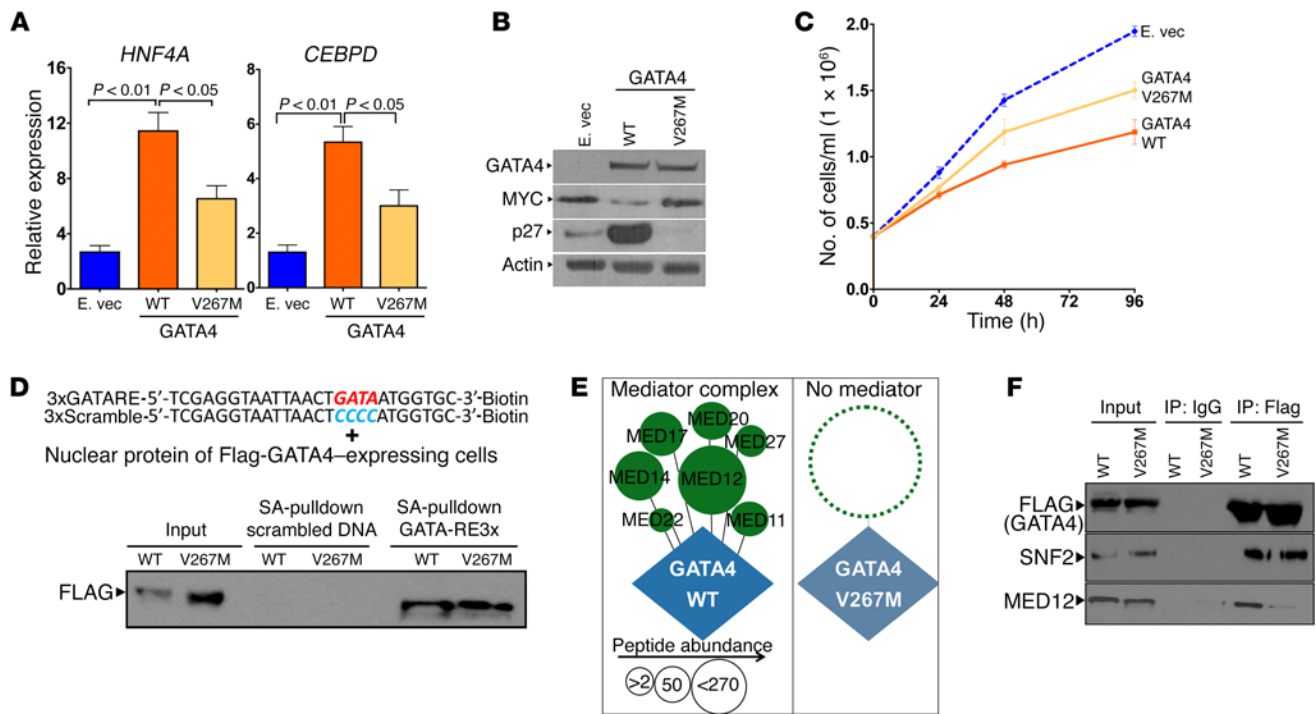 A
HNF4A
CEBPD
Relative expression
16
12
8
4
0
P < 0.01
P < 0.05
8
6
4
2
0
P < 0.01
P < 0.05
E. vec
WT
V267M
GATA4
E. vec
WT
V267M
GATA4
B
GATA4
E. vec
WT
V267M
GATA4
MYC
p27
Actin
C
No. of cells/ml (1 × 10⁶)
2.0
1.5
1.0
0.5
0.0
0
24
48
72
96
Time (h)
E. vec
GATA4
V267M
GATA4
WT
D
3xGATARE-5′-TCGAGGTAATTAACTGATAATGGTGC-3′-Biotin
3xScramble-5′-TCGAGGTAATTAACTCCCCATGGTGC-3′-Biotin
+
Nuclear protein of Flag-GATA4–expressing cells
Input
SA-pulldown
scrambled DNA
SA-pulldown
GATA-RE3x
WT V267M WT V267M WT V267M
FLAG
E
Mediator complex
No mediator
MED20
MED17
MED27
MED14
MED12
MED22
MED11
GATA4
WT
GATA4
V267M
Peptide abundance
>2
50
<270
F
Input
IP: IgG
IP: Flag
WT
V267M
WT
V267M
WT
V267M
FLAG
(GATA4)
SNF2
MED12